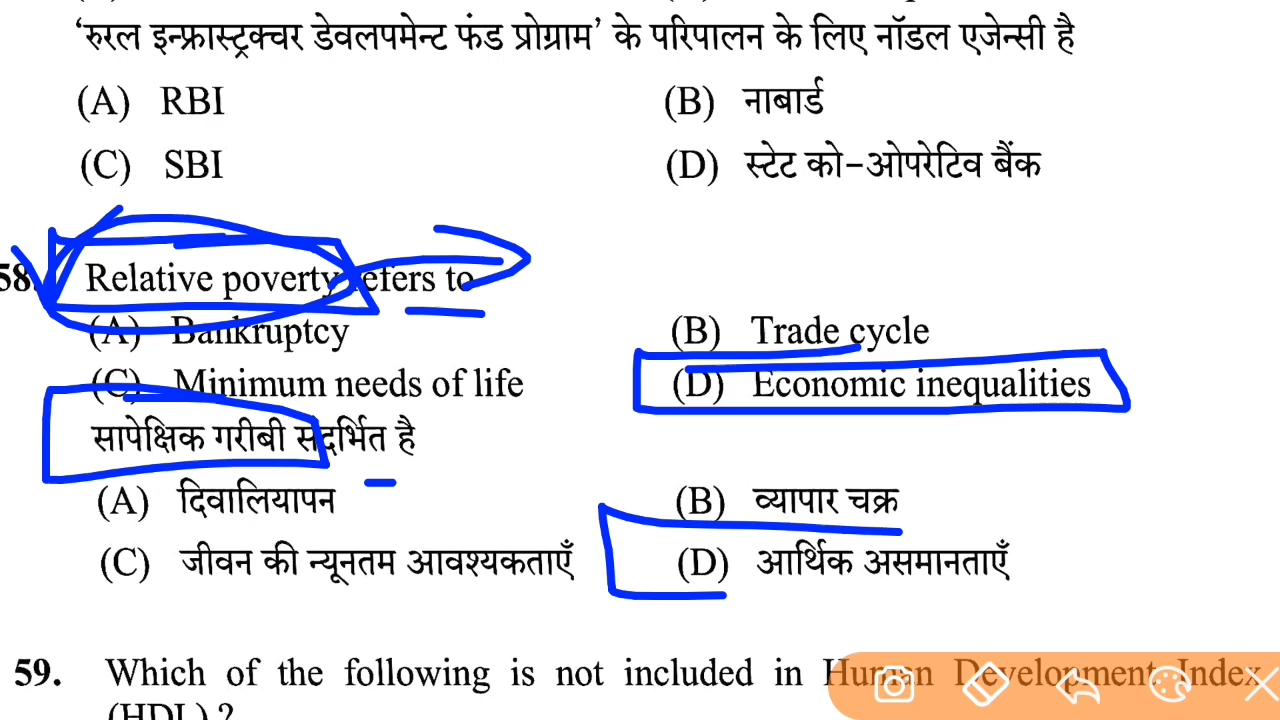 ‘रुरल इन्फ्रास्ट्रक्चर डेवलपमेन्ट फंड प्रोग्राम’ के परिपालन के लिए नॉडल एजेन्सी है
(A) RBI (B) नाबार्ड
(C) SBI (D) स्टेट को-ओपरेटिव बैंक
58. Relative poverty refers to
(A) Bankruptcy (B) Trade cycle
(C) Minimum needs of life (D) Economic inequalities
सापेक्षिक गरीबी संदर्भित है
(A) दिवालियापन (B) व्यापार चक्र
(C) जीवन की न्यूनतम आवश्यकताएँ (D) आर्थिक असमानताएँ
59. Which of the following is not included in Human Development Index
(HDI) ?